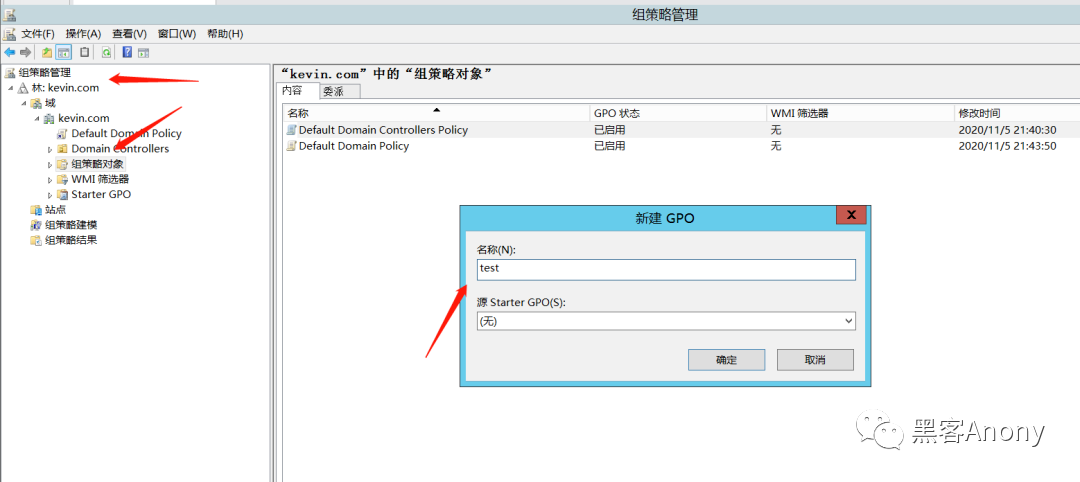 组策略管理
文件(F) 操作(A) 查看(V) 窗口(W) 帮助(H)
组策略管理
林: kevin.com
域
kevin.com
Default Domain Policy
Domain Controllers
组策略对象
WMI 筛选器
Starter GPO
站点
组策略建模
组策略结果
“kevin.com”中的“组策略对象”
内容 委派
名称 GPO 状态 WMI 筛选器 修改时间
Default Domain Controllers Policy 已启用 无 2020/11/5 21:40:30
Default Domain Policy 已启用 无 2020/11/5 21:43:50
新建 GPO
X
名称(N):
test
源 Starter GPO(S):
(无)
确定 取消
黑客Anony